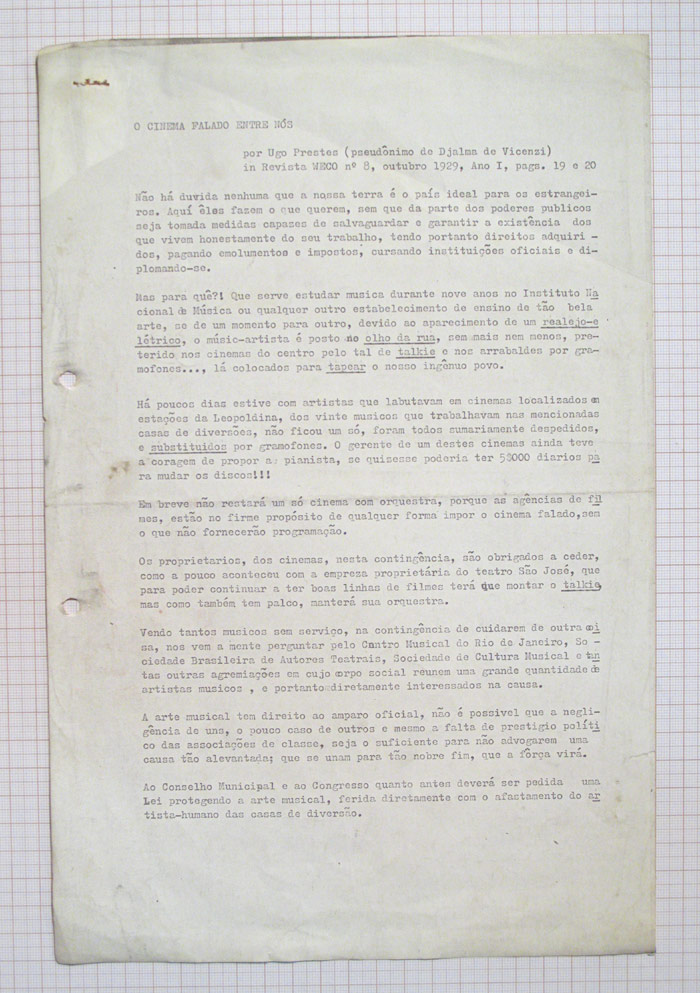 O CINEMA FALADO ENTRE NÓS
por Ugo Prestes (pseudônimo de Djalma de Vicenzi)
in Revista WECO nº 8, outubro 1929, Ano I, pags. 19 e 20
Não há duvida nenhuma que a nossa terra é o país ideal para os estrangei-
ros. Aquí êles fazem o que querem, sem que da parte dos poderes publicos
seja tomada medidas capazes de salvaguardar e garantir a existência dos
que vivem honestamente do seu trabalho, tendo portanto direitos adquiri -
dos, pagando emolumentos e impostos, cursando instituições oficiais e di-
plomando-se.
Mas para quê?! Que serve estudar musica durante nove anos no Instituto Na
cional de Música ou qualquer outro estabelecimento de ensino de tão bela
arte, se de um momento para outro, devido ao aparecimento de um realejo-e
létrico, o músic-artista é posto no olho da rua, sem mais nem menos, pre-
terido nos cinemas do centro pelo tal de talkie e nos arrabaldes por gra-
mofones..., lá colocados para tapear o nosso ingênuo povo.
Há poucos dias estive com artistas que labutavam em cinemas localizados em
estações da Leopoldina, dos vinte musicos que trabalhavam nas mencionadas
casas de diversões, não ficou um só, foram todos sumariamente despedidos,
e substituidos por gramofones. O gerente de um destes cinemas ainda teve
a coragem de propor a: pianista, se quizesse poderia ter 5$000 diarios pa
ra mudar os discos!!!
Em breve não restará um só cinema com orquestra, porque as agências de fil
mes, estão no firme propósito de qualquer forma impor o cinema falado,sem
o que não fornecerão programação.
Os proprietarios, dos cinemas, nesta contingência, são obrigados a ceder,
como a pouco aconteceu com a empreza proprietária do teatro São José, que
para poder continuar a ter boas linhas de filmes terá que montar o talkie,
mas como também tem palco, manterá sua orquestra.
Vendo tantos musicos sem serviço, na contingência de cuidarem de outra coi
sa, nos vem a mente perguntar pelo Centro Musical do Rio de Janeiro, So -
ciedade Brasileira de Autores Teatrais, Sociedade de Cultura Musical e tan
tas outras agremiações em cujo corpo social reunem uma grande quantidade de
artistas musicos , e portanto diretamente interessados na causa.
A arte musical tem direito ao amparo oficial, não é possivel que a negli-
gência de uns, o pouco caso de outros e mesmo a falta de prestigio políti
co das associações de classe, seja o suficiente para não advogarem uma
causa tão alevantada; que se unam para tão nobre fim, que a fôrça virá.
Ao Conselho Municipal e ao Congresso quanto antes deverá ser pedida uma
Lei protegendo a arte musical, ferida diretamente com o afastamento do ar
tista-humano das casas de diversão.